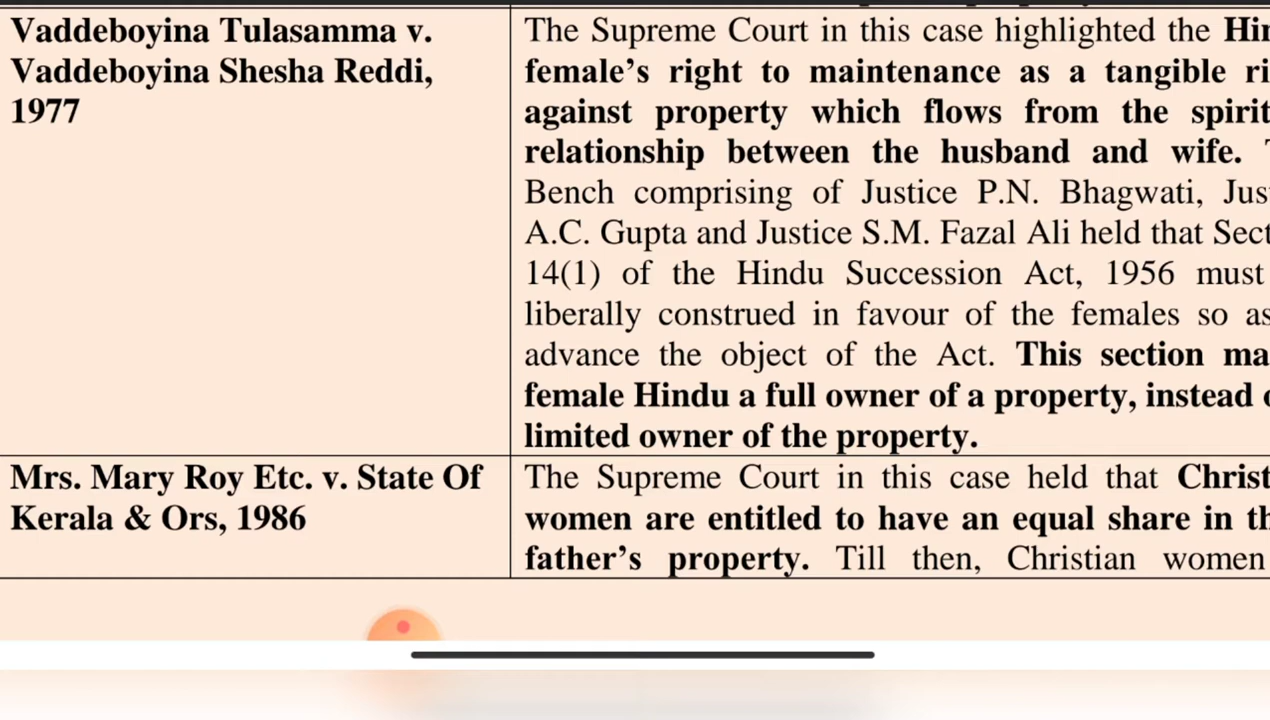 Vaddeboyina Tulasamma v.
Vaddeboyina Shesha Reddi,
1977
The Supreme Court in this case highlighted the
female's right to maintenance as a tangible
against property which flows from the
relationship between the husband and wife.
Bench comprising of Justice P.N. Bhagwati,
A.C. Gupta and Justice S.M. Fazal Ali held that
14(1) of the Hindu Succession Act, 1956 must
liberally construed in favour of the females so as
advance the object of the Act. This section
female Hindu a full owner of a property, instead
limited owner of the property.
Mrs. Mary Roy Etc. v. State Of
Kerala & Ors, 1986
The Supreme Court in this case held that
women are entitled to have an equal share in
father's property. Till then, Christian women